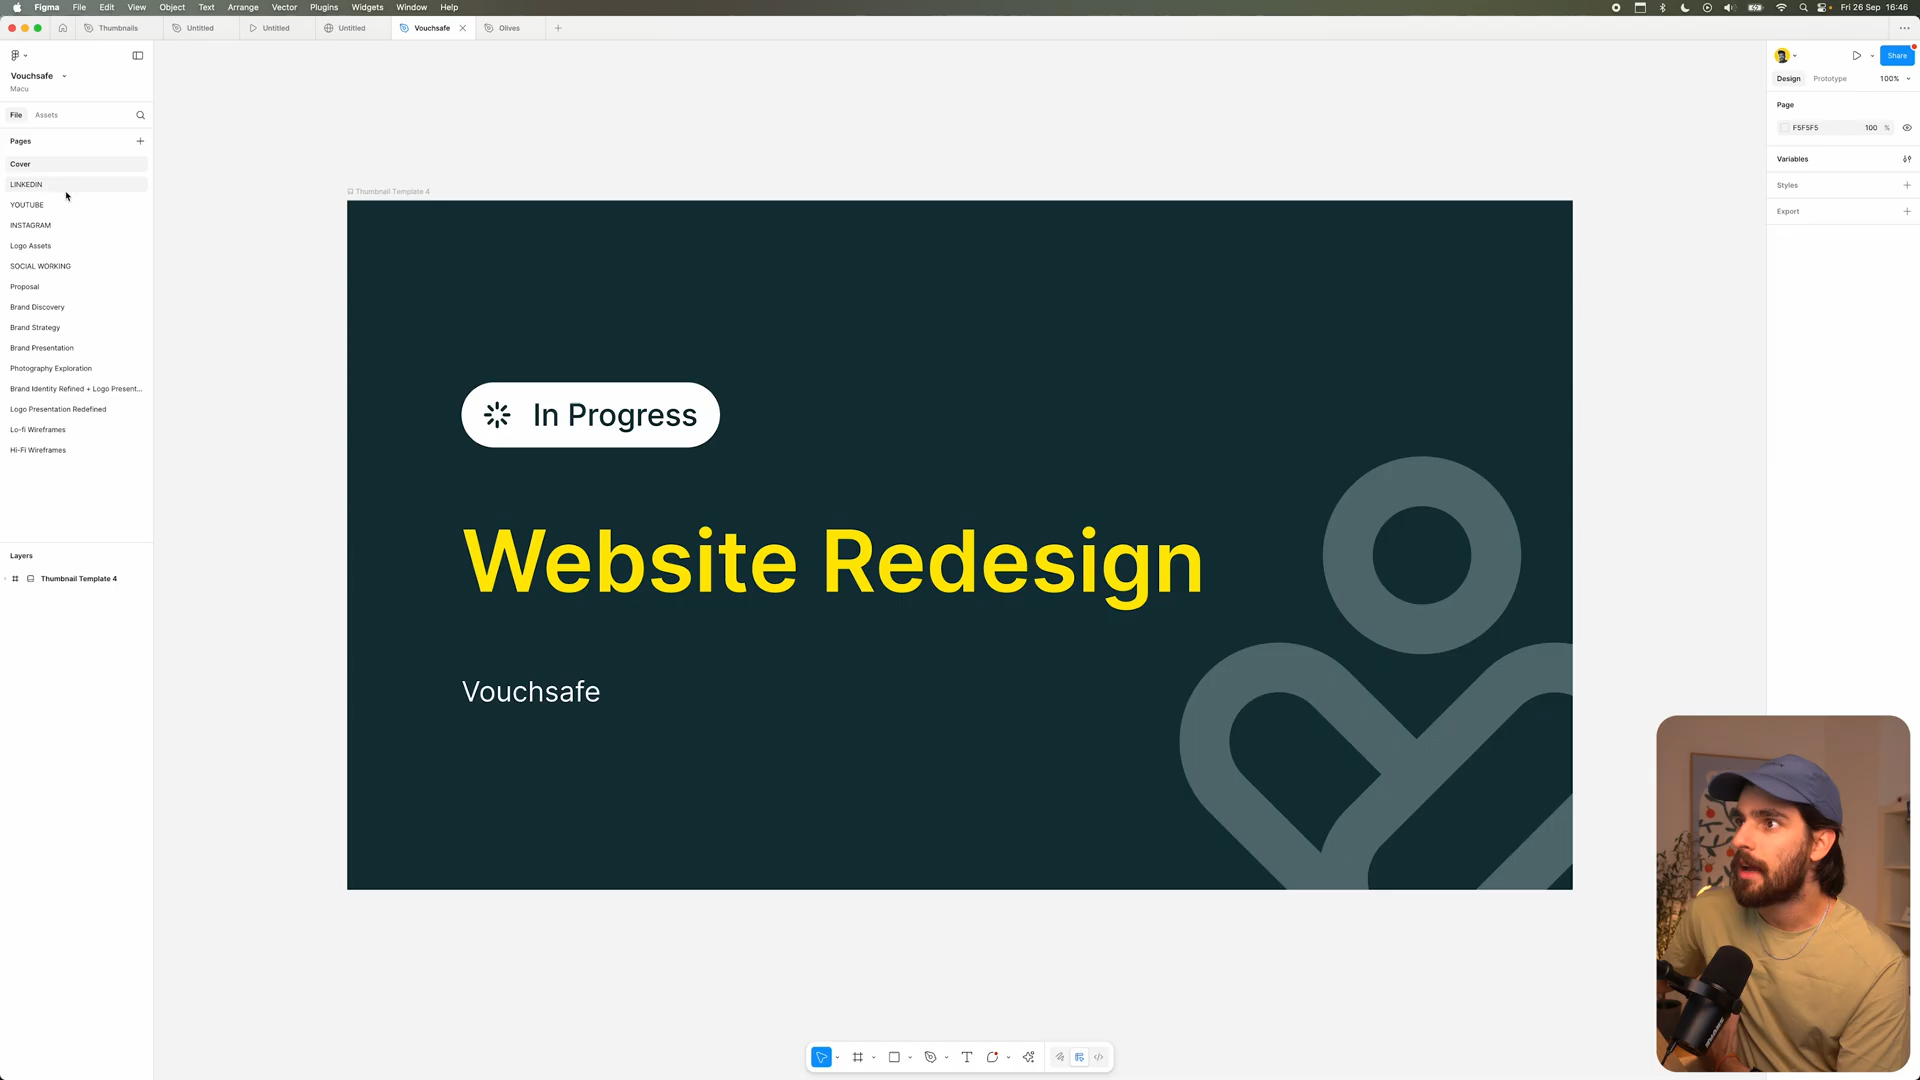 Figma File Edit View Object Text Arrange Vector Plugins Widgets Window Help
Fri 26 Sep 16:46
Thumbnails
Untitled
Untitled
Untitled
Vouchsafe
Olives
Vouchsafe
Macu
File Assets
Pages
Cover
LINKEDIN
YOUTUBE
INSTAGRAM
Logo Assets
SOCIAL WORKING
Proposal
Brand Discovery
Brand Strategy
Brand Presentation
Photography Exploration
Brand Identity Refined + Logo Present...
Logo Presentation Redefined
Lo-fi Wireframes
Hi-Fi Wireframes
Layers
Thumbnail Template 4
Thumbnail Template 4
In Progress
Website Redesign
Vouchsafe
Share
Design Prototype 100%
Page
F5F5F5 100 %
Variables
Styles
Export